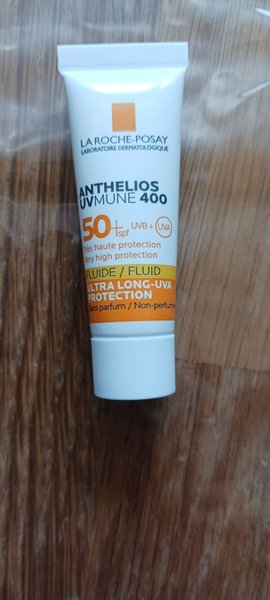 LA ROCHE-POSAY
LABORATOIRE DERMATOLOGIQUE
ANTHELIOS
UVMUNE 400
50+ spf UVB + UVA
Très haute protection
Very high protection
FLUIDE / FLUID
ULTRA LONG-UVA
PROTECTION
Sans parfum / Non-perfume